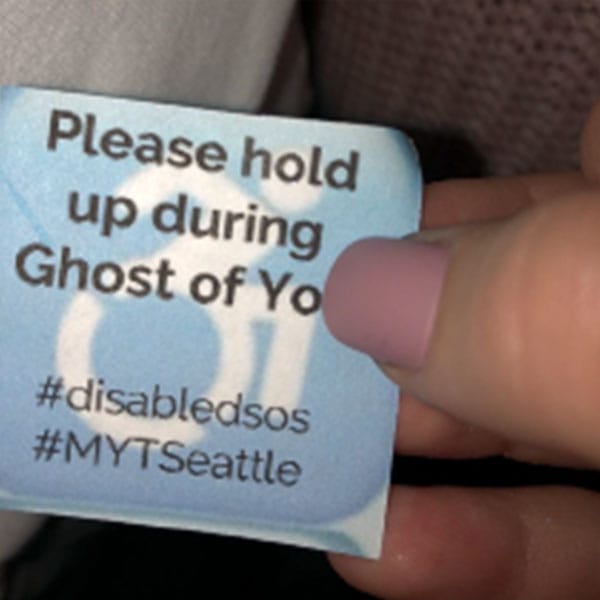 Please hold
up during
Ghost of Yo
#disabledsos
#MYTSeattle